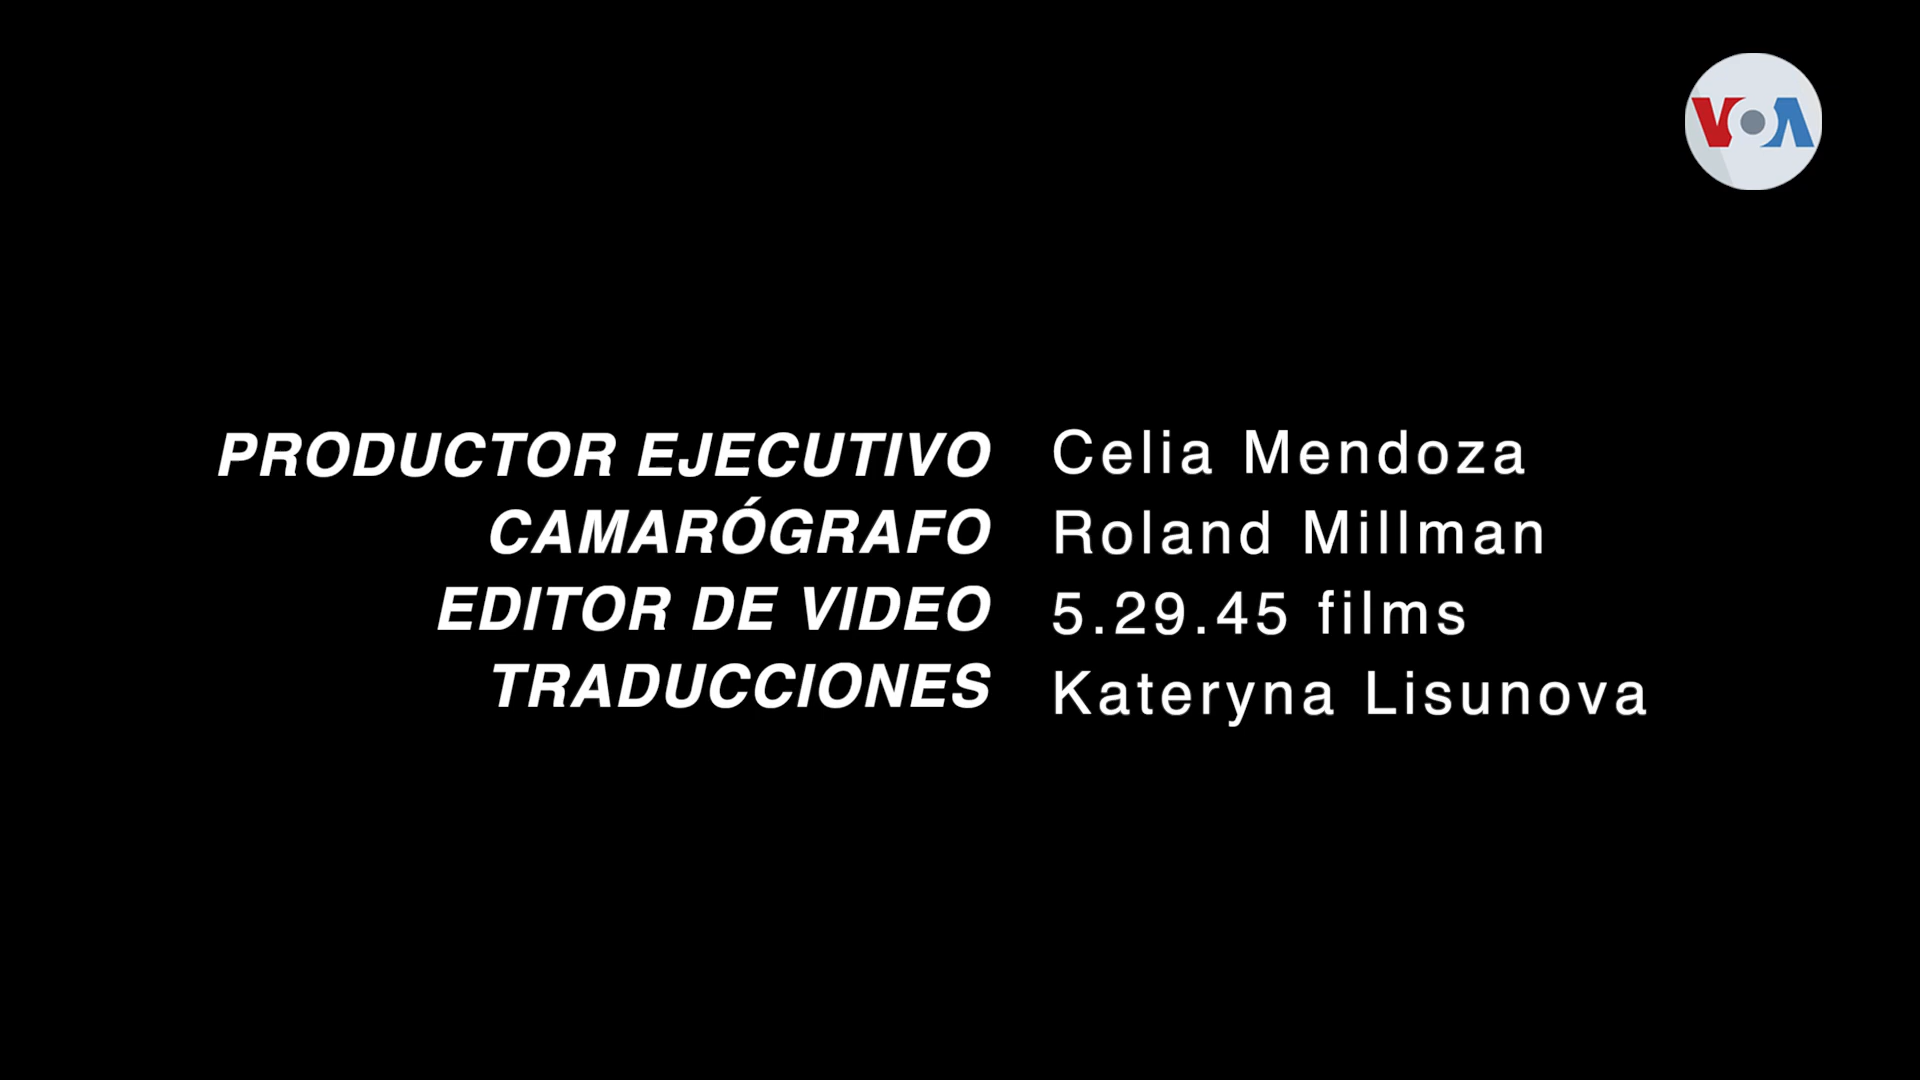 VOA
PRODUCTOR EJECUTIVO Celia Mendoza
CAMARÓGRAFO Roland Millman
EDITOR DE VIDEO 5.29.45 films
TRADUCCIONES Kateryna Lisunova